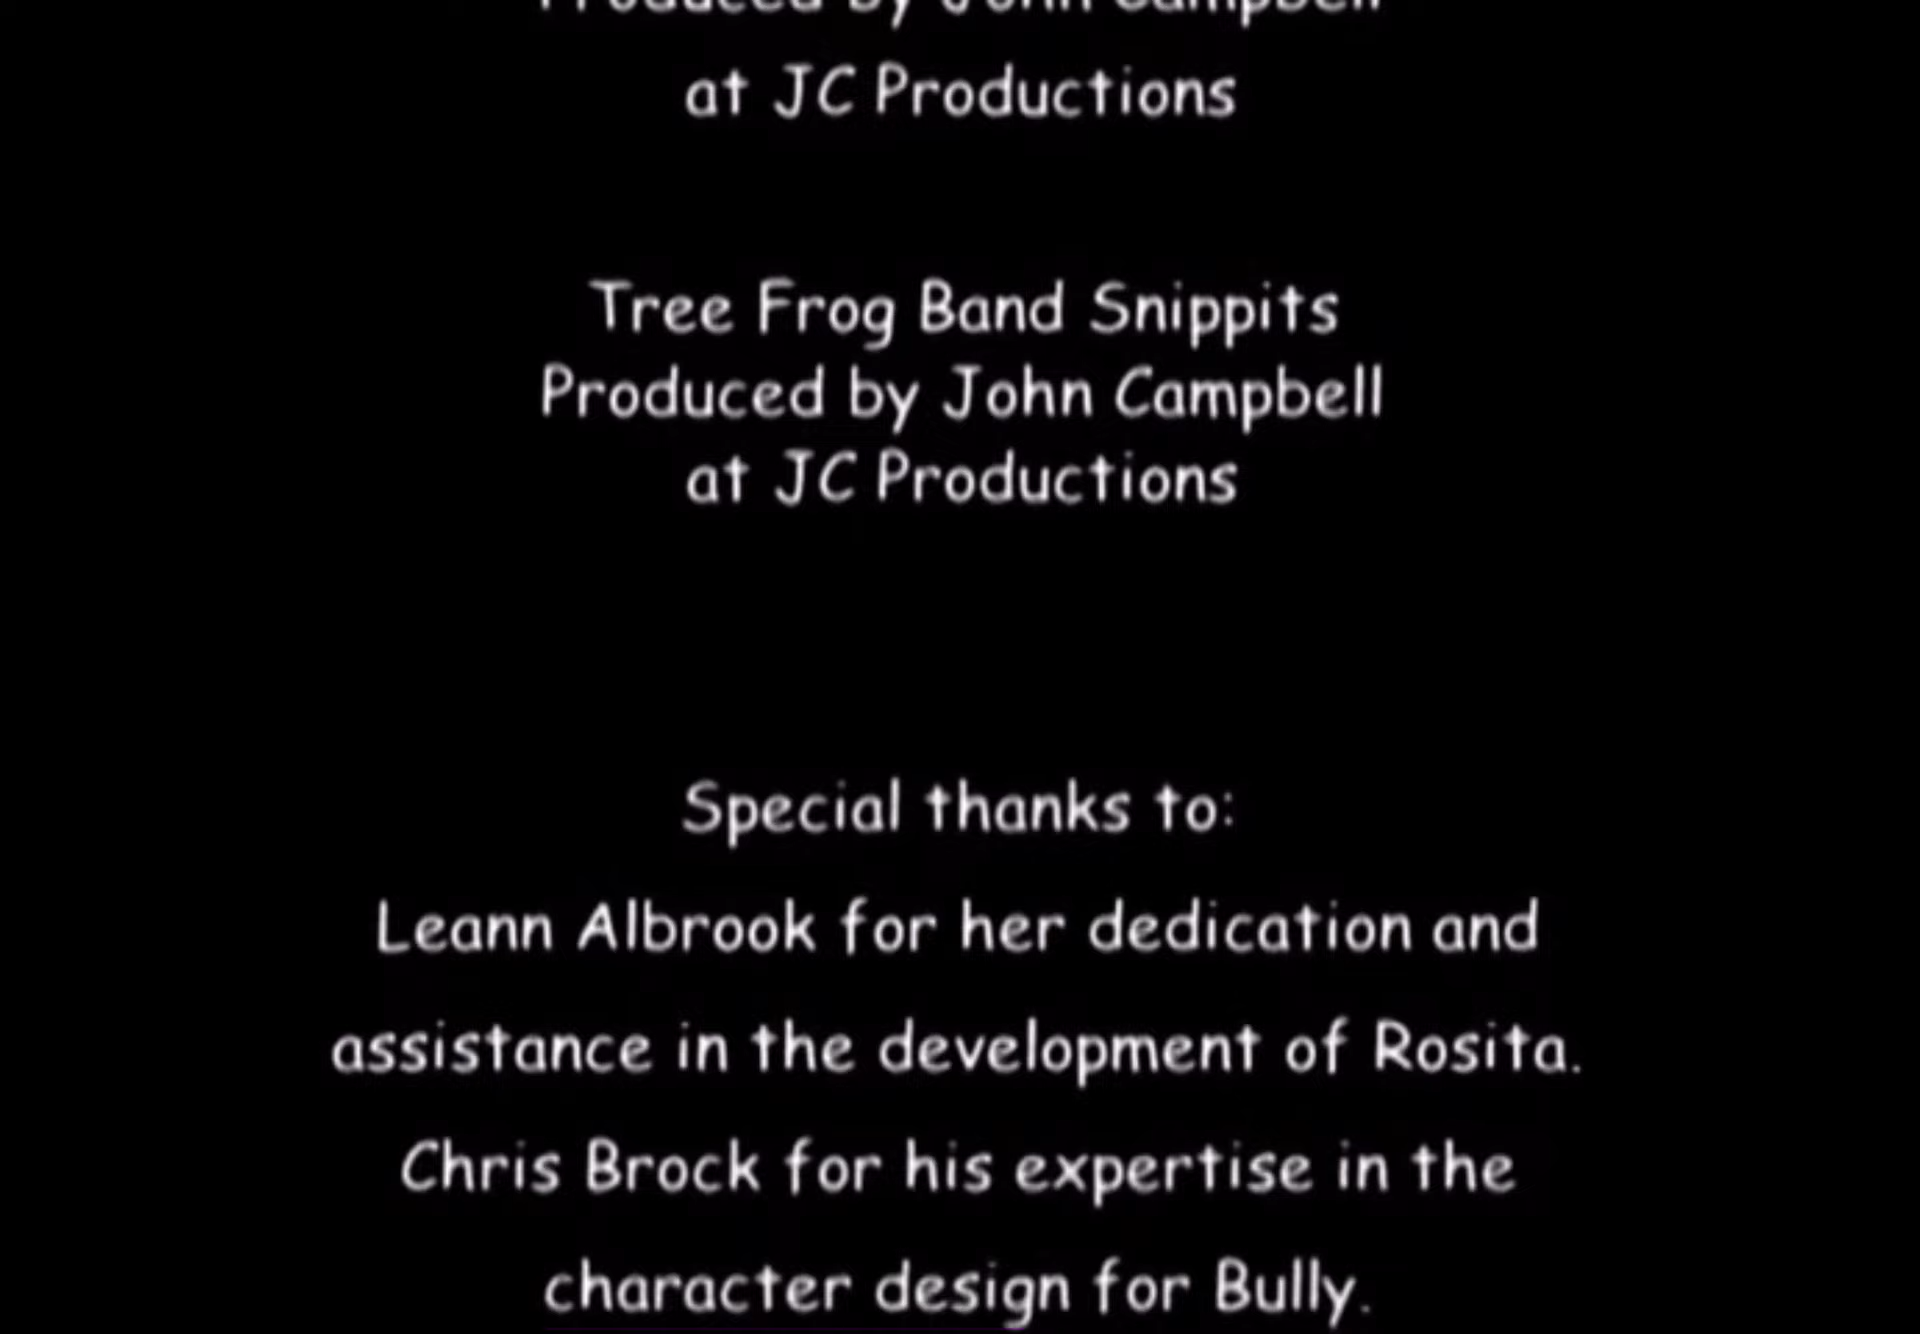 Produced by John Campbell
at JC Productions
Tree Frog Band Snippits
Produced by John Campbell
at JC Productions
Special thanks to:
Leann Albrook for her dedication and
assistance in the development of Rosita.
Chris Brock for his expertise in the
character design for Bully.